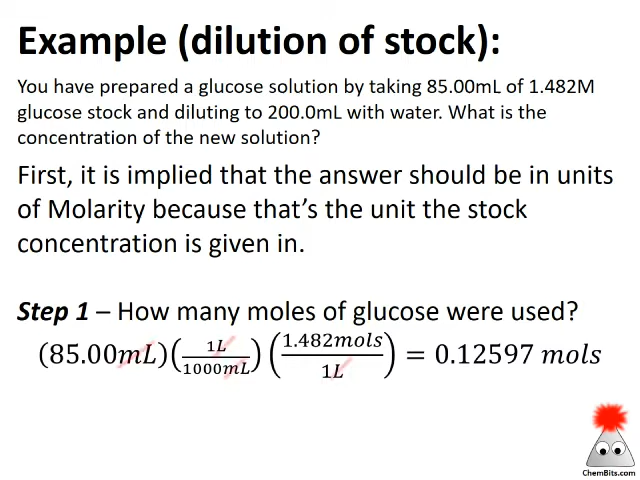 Example (dilution of stock):
You have prepared a glucose solution by taking 85.00mL of 1.482M
glucose stock and diluting to 200.0mL with water. What is the
concentration of the new solution?
First, it is implied that the answer should be in units
of Molarity because that's the unit the stock
concentration is given in.
Step 1 – How many moles of glucose were used?
(85.00mL)(1L/1000mL)(1.482mols/1L) = 0.12597 mols
ChemBits.com